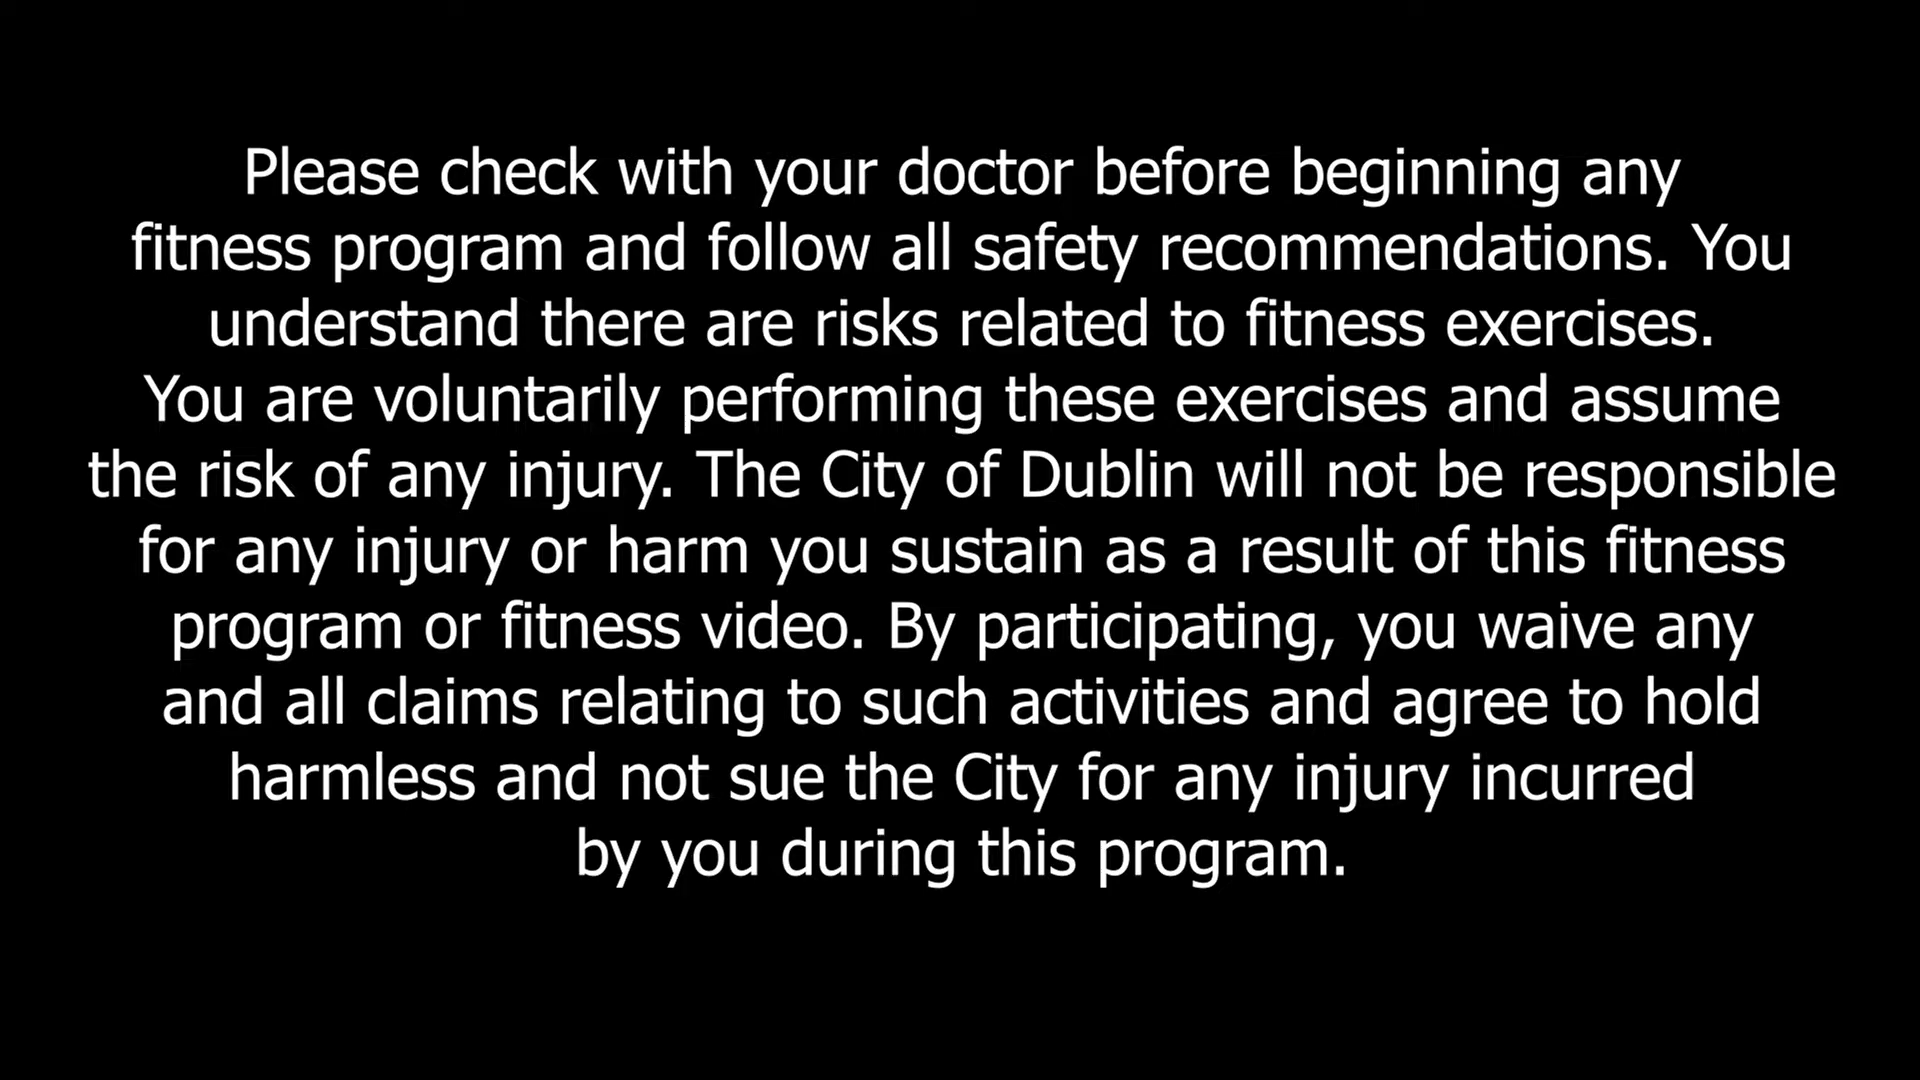 Please check with your doctor before beginning any
fitness program and follow all safety recommendations. You
understand there are risks related to fitness exercises.
You are voluntarily performing these exercises and assume
the risk of any injury. The City of Dublin will not be responsible
for any injury or harm you sustain as a result of this fitness
program or fitness video. By participating, you waive any
and all claims relating to such activities and agree to hold
harmless and not sue the City for any injury incurred
by you during this program.